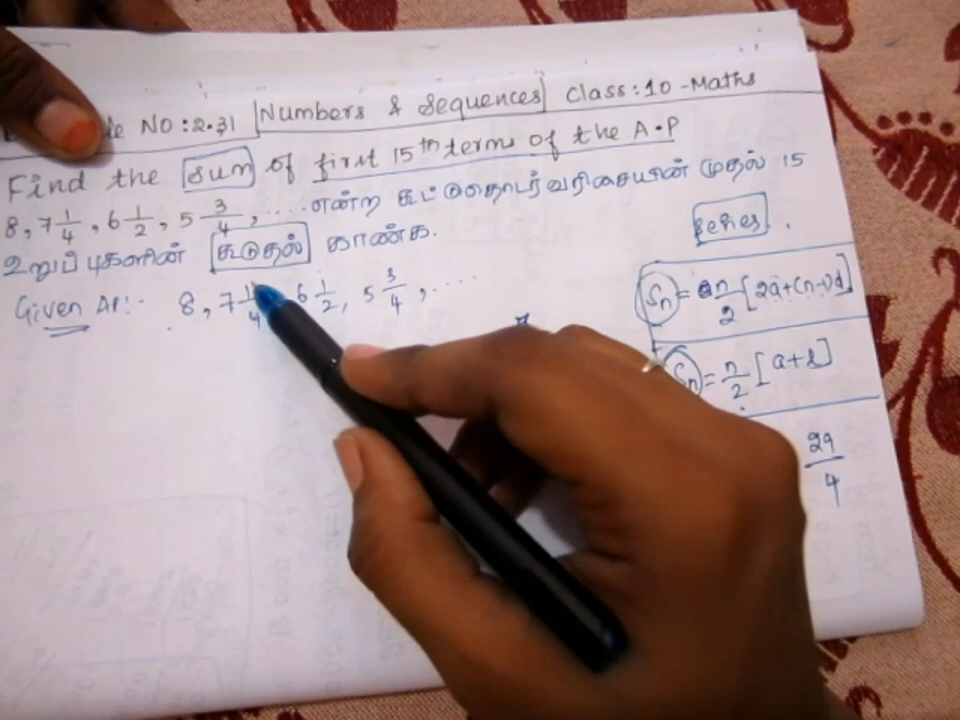 le NO : 2.31 Numbers & Sequences Class : 10 - Maths
Find the sum of first 15th terms of the A.P
8, 7 1/4, 6 1/2, 5 3/4, .... என்ற கூட்டுதொடர் வரிசையின் முதல் 15
உறுப்புகளின் கூடுதல் காண்க.
Series.
Given AP:- 8, 7 1/4 6 1/2, 5 3/4, ....
Sn = n/2 [2a+(n-1)d]
Sn = n/2 [a+l]
29/4